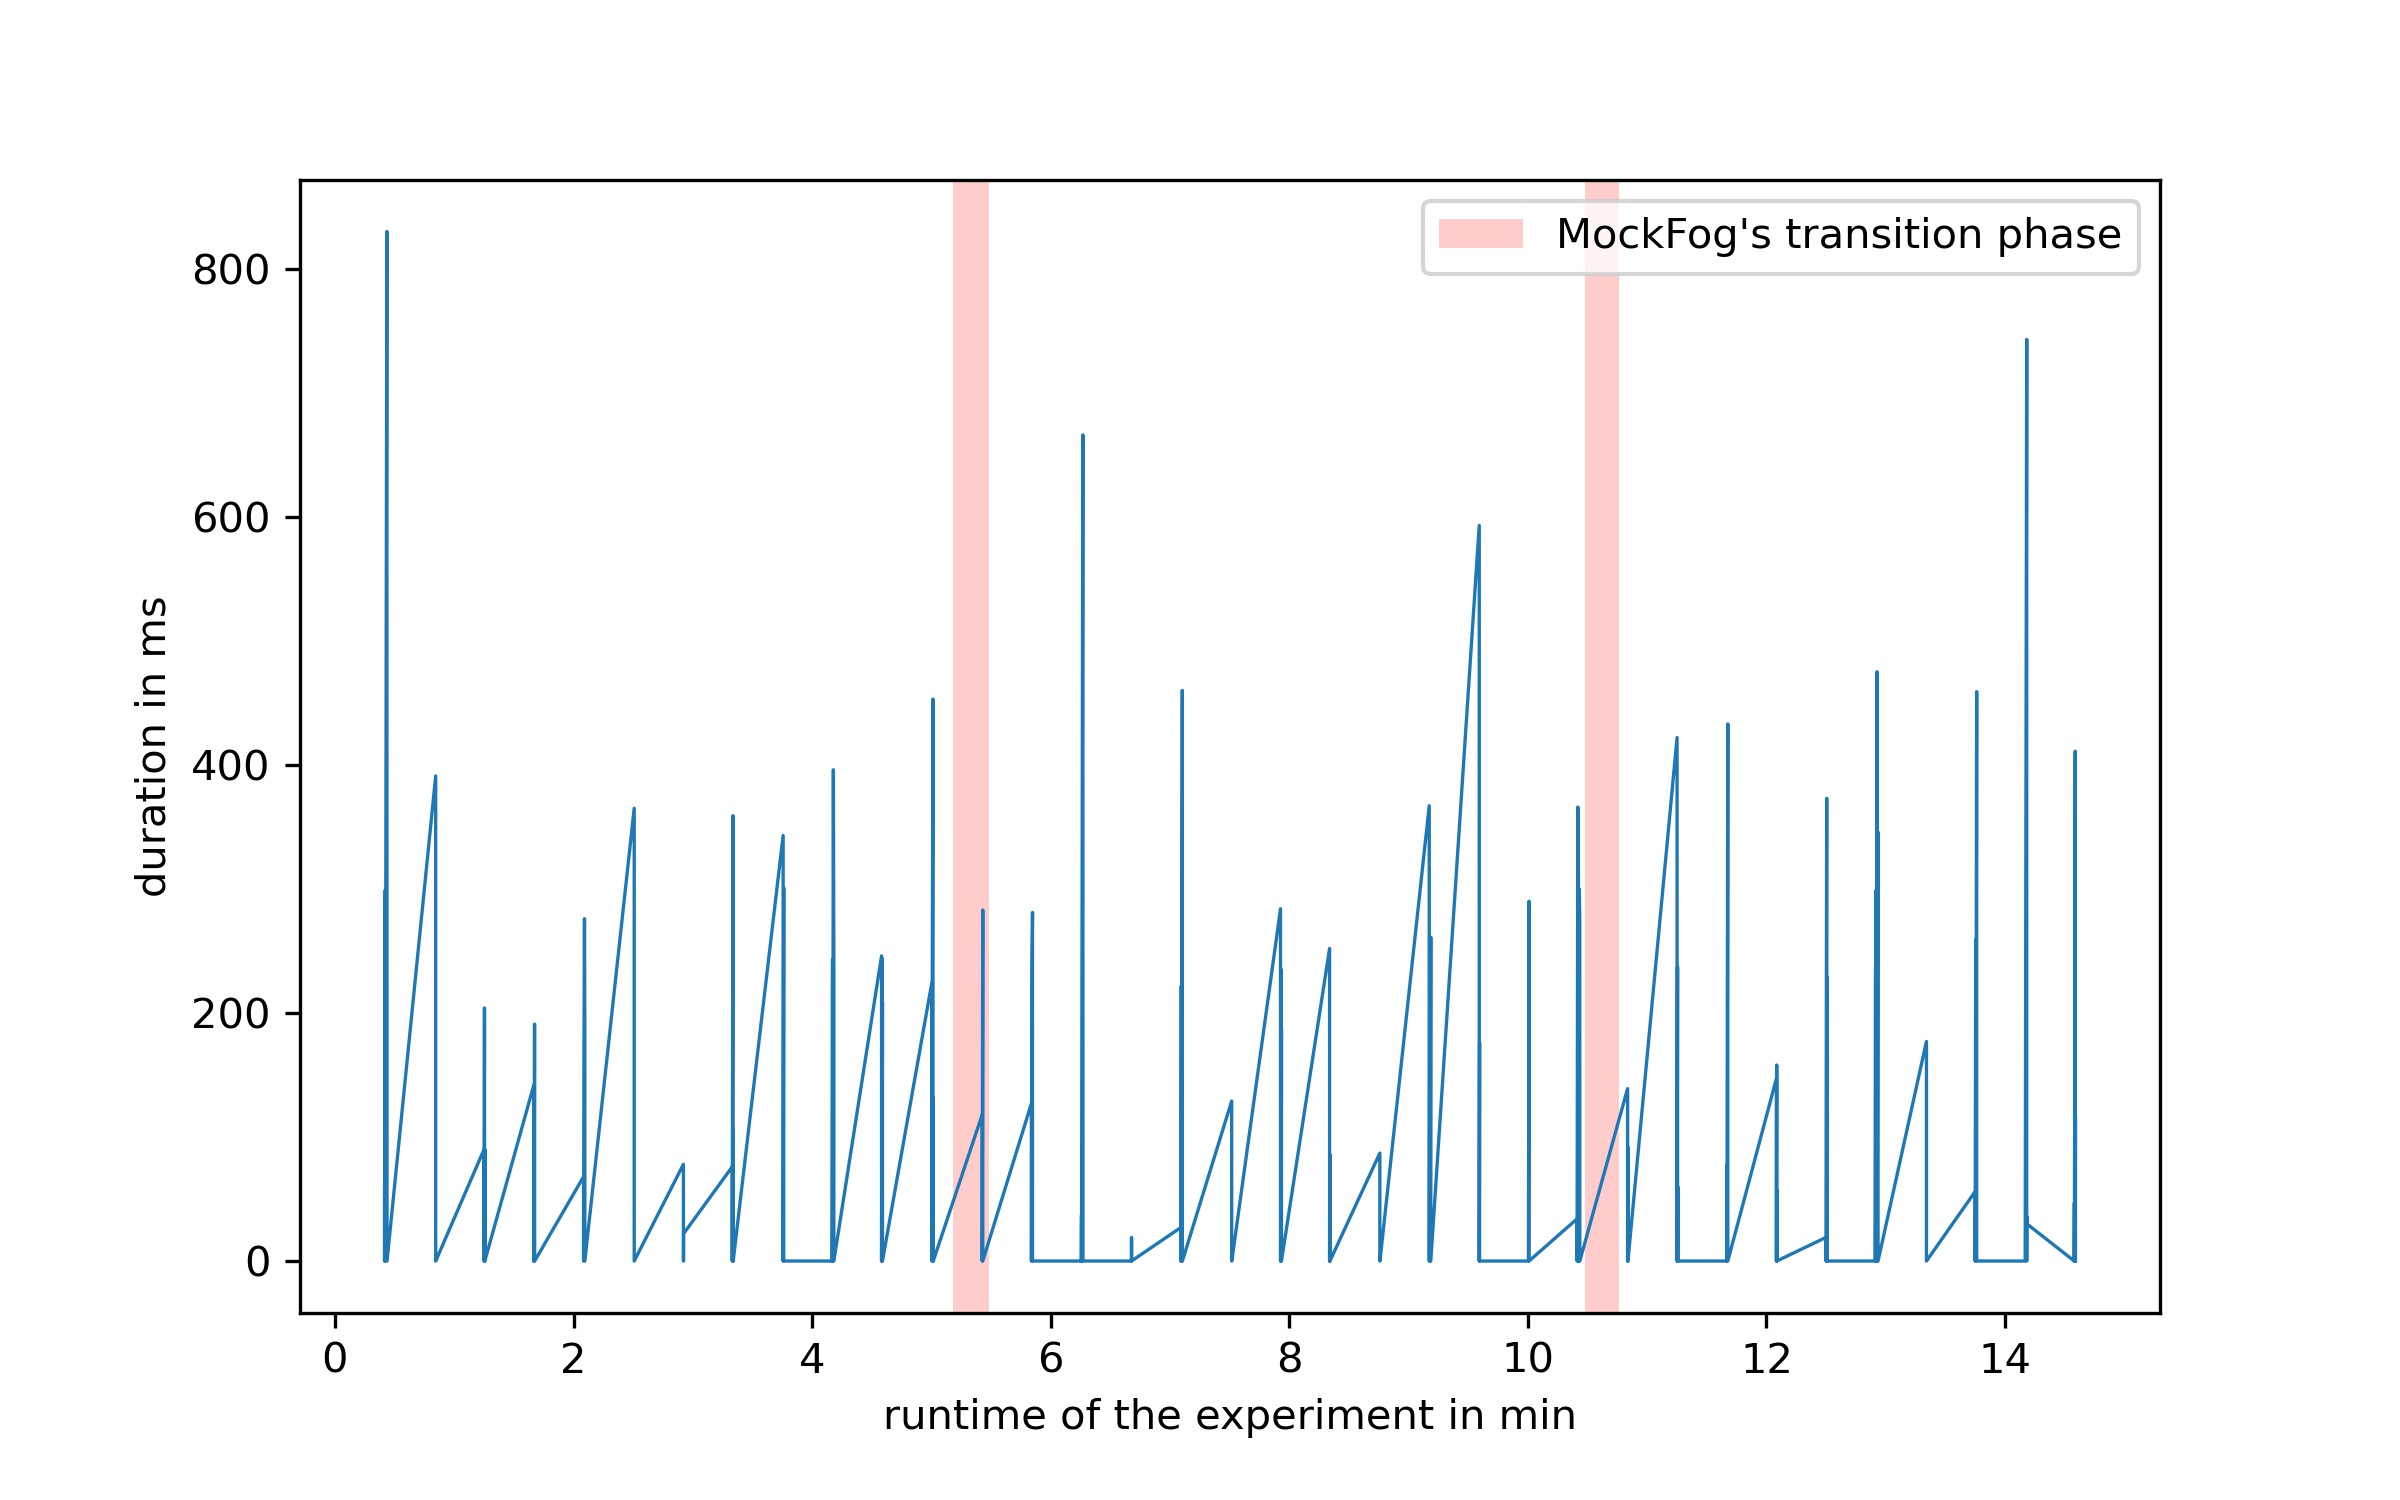 MockFog's transition phase
800
600
400
200
0
duration in ms
0 2 4 6 8 10 12 14
runtime of the experiment in min